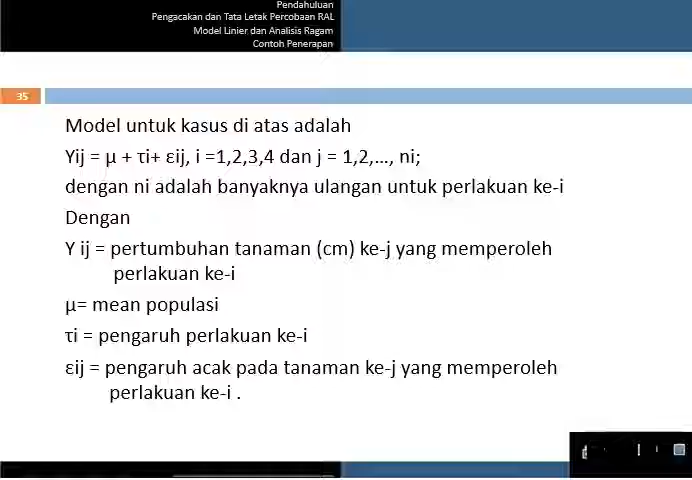 Pendahuluan
Pengacakan dan Tata Letak Percobaan RAL
Model Linier dan Analisis Ragam
Contoh Penerapan
35
Model untuk kasus di atas adalah
Yij = μ + τi+ εij, i =1,2,3,4 dan j = 1,2,…, ni;
dengan ni adalah banyaknya ulangan untuk perlakuan ke-i
Dengan
Y ij = pertumbuhan tanaman (cm) ke-j yang memperoleh
perlakuan ke-i
μ= mean populasi
τi = pengaruh perlakuan ke-i
εij = pengaruh acak pada tanaman ke-j yang memperoleh
perlakuan ke-i .